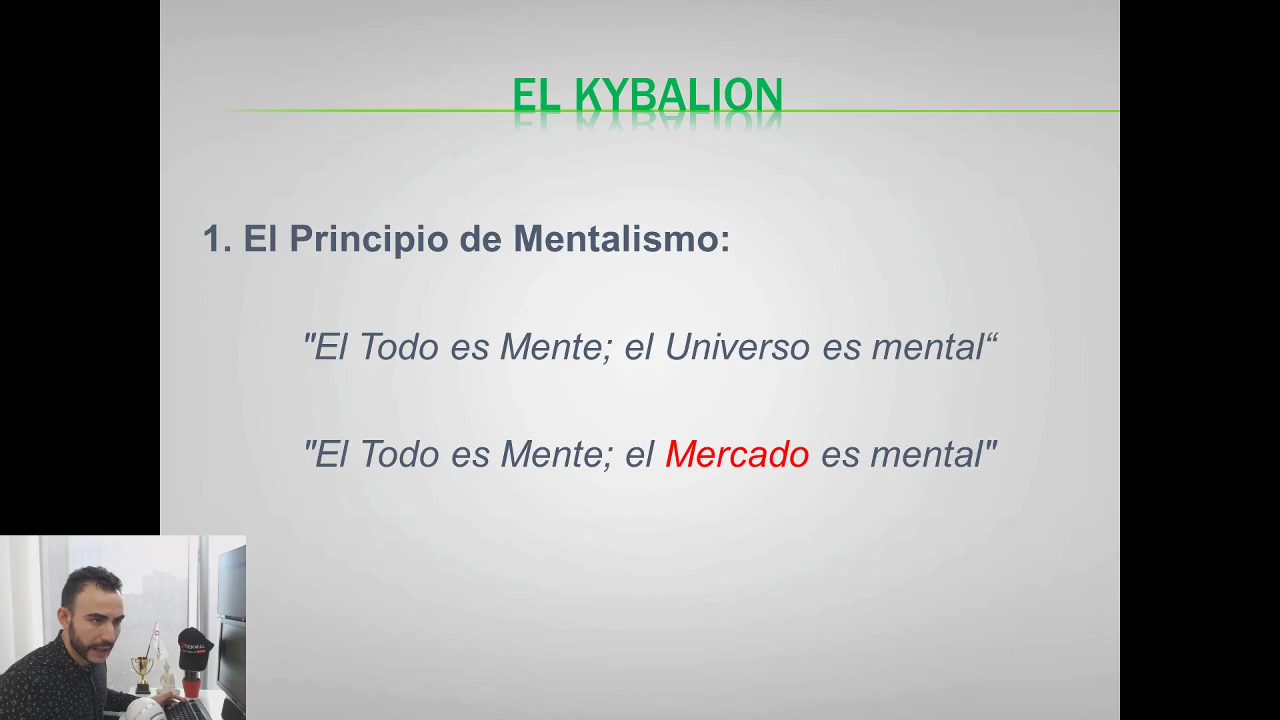 EL KYBALION
1. El Principio de Mentalismo:
"El Todo es Mente; el Universo es mental“
"El Todo es Mente; el Mercado es mental"
TICKMILL